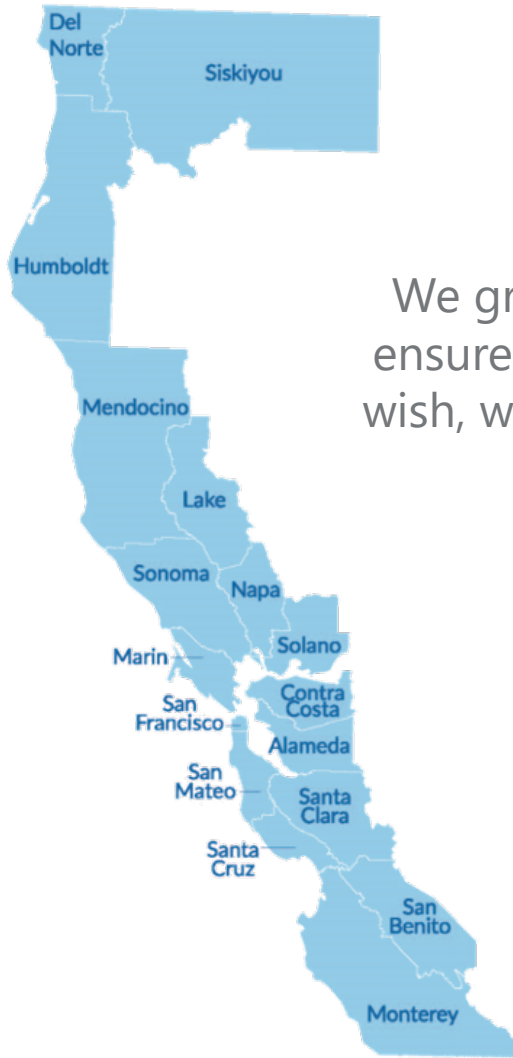 Del
Norte
Siskiyou
Humboldt
We gr
ensure
wish, w
Mendocino
Lake
Sonoma
Napa
Solano
Marin
Contra
Costa
San
Francisco
Alameda
San
Mateo
Santa
Clara
Santa
Cruz
San
Benito
Monterey